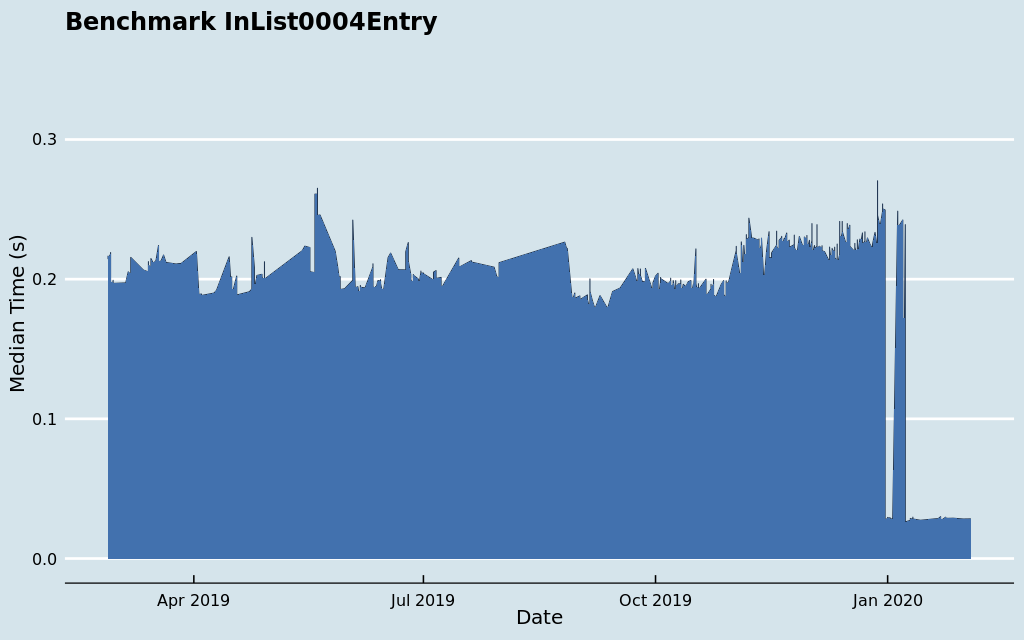 Benchmark InList0004Entry
0.3
0.2
0.1
0.0
Median Time (s)
Apr 2019
Jul 2019
Oct 2019
Jan 2020
Date